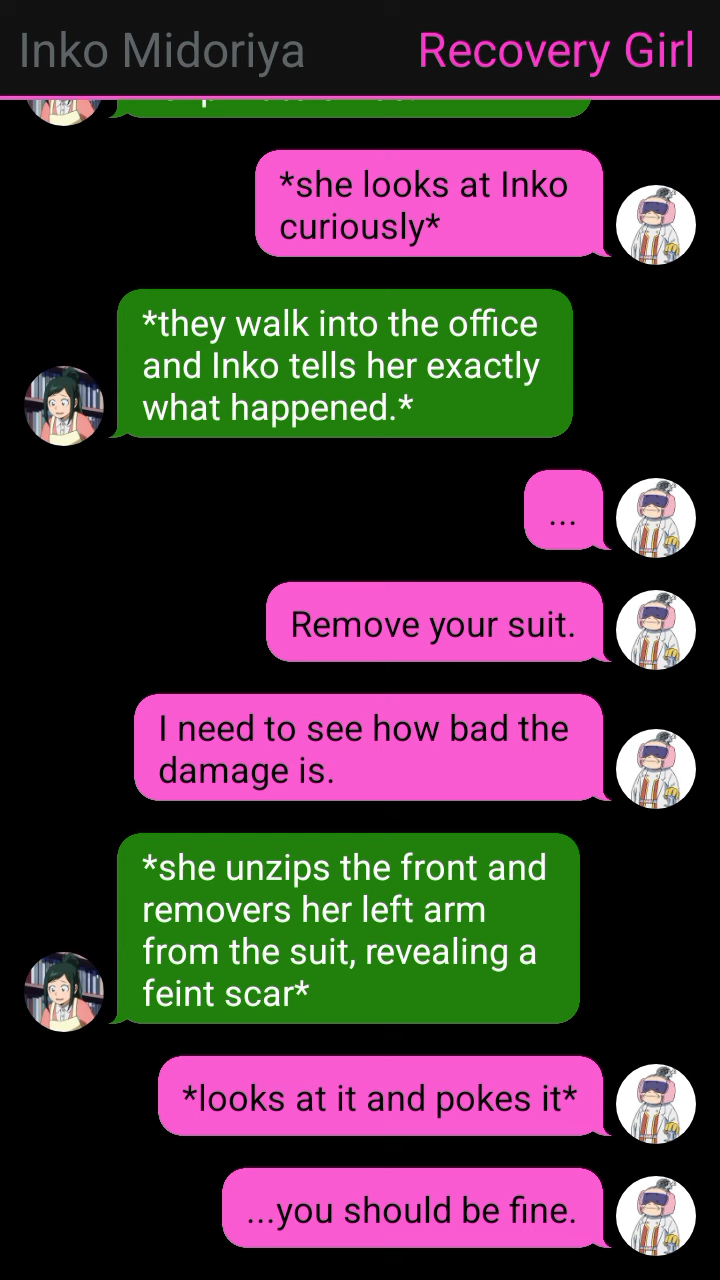 Inko Midoriya
Recovery Girl
*she looks at Inko
curiously*
*they walk into the office
and Inko tells her exactly
what happened.*
...
Remove your suit.
I need to see how bad the
damage is.
*she unzips the front and
removers her left arm
from the suit, revealing a
feint scar*
*looks at it and pokes it*
...you should be fine.